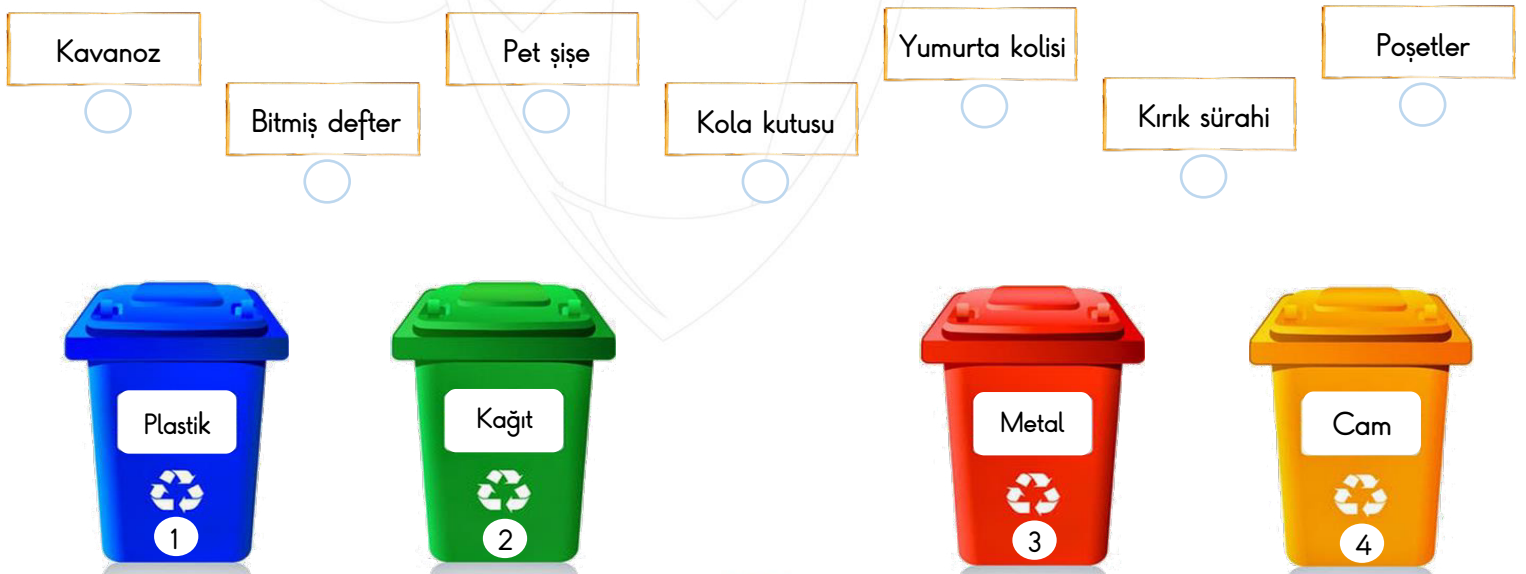 Kavanoz
Bitmiş defter
Pet şişe
Kola kutusu
Yumurta kolisi
Kırık sürahi
Poşetler
Plastik
1
Kağıt
2
Metal
3
Cam
4